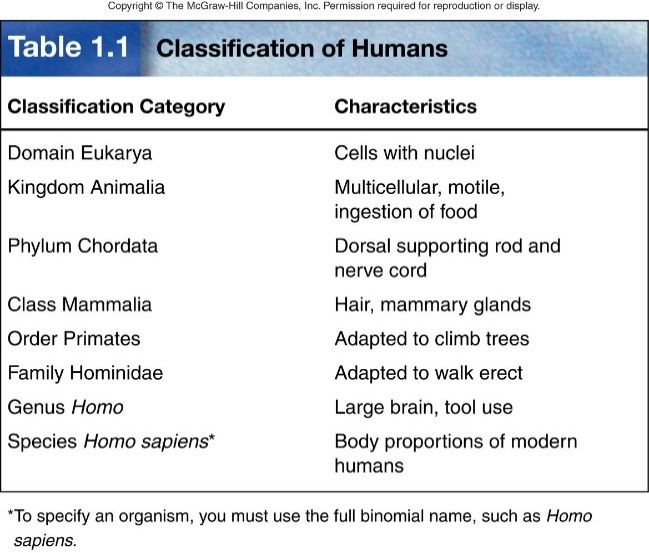 Copyright © The McGraw-Hill Companies, Inc. Permission required for reproduction or display.
Table 1.1 Classification of Humans
Classification Category Characteristics
Domain Eukarya Cells with nuclei
Kingdom Animalia Multicellular, motile,
ingestion of food
Phylum Chordata Dorsal supporting rod and
nerve cord
Class Mammalia Hair, mammary glands
Order Primates Adapted to climb trees
Family Hominidae Adapted to walk erect
Genus Homo Large brain, tool use
Species Homo sapiens* Body proportions of modern
humans
*To specify an organism, you must use the full binomial name, such as Homo
sapiens.